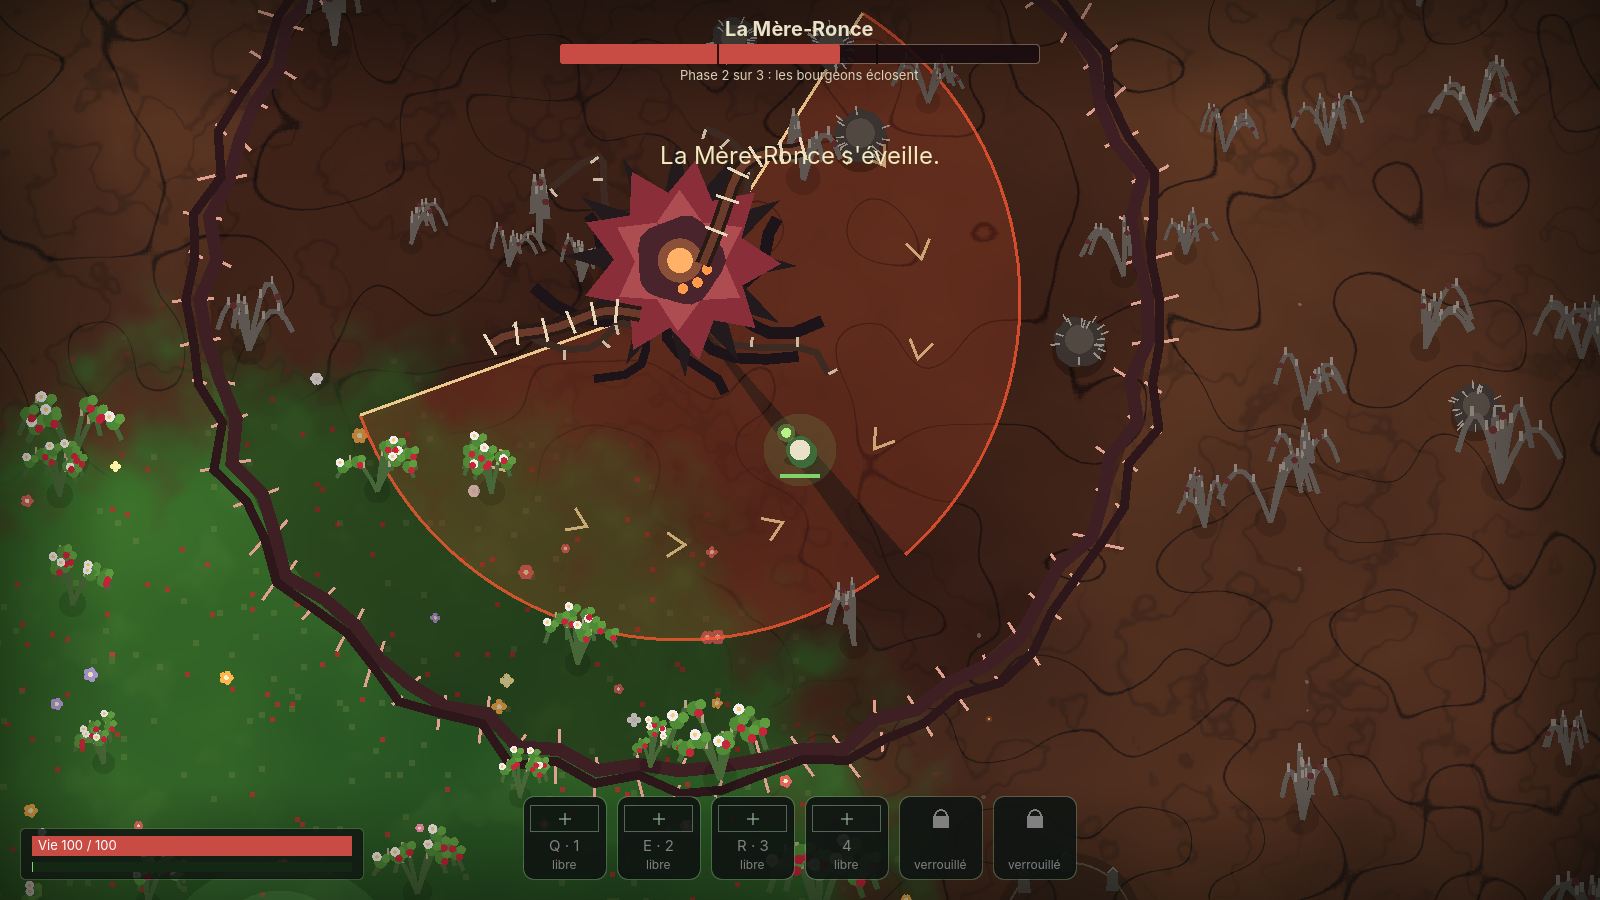 La Mère-Ronce
Phase 2 sur 3 : les bourgeons éclosent
La Mère-Ronce s'éveille.
Vie 100 / 100
Q · 1
libre
E · 2
libre
R · 3
libre
4
libre
verrouillé
verrouillé